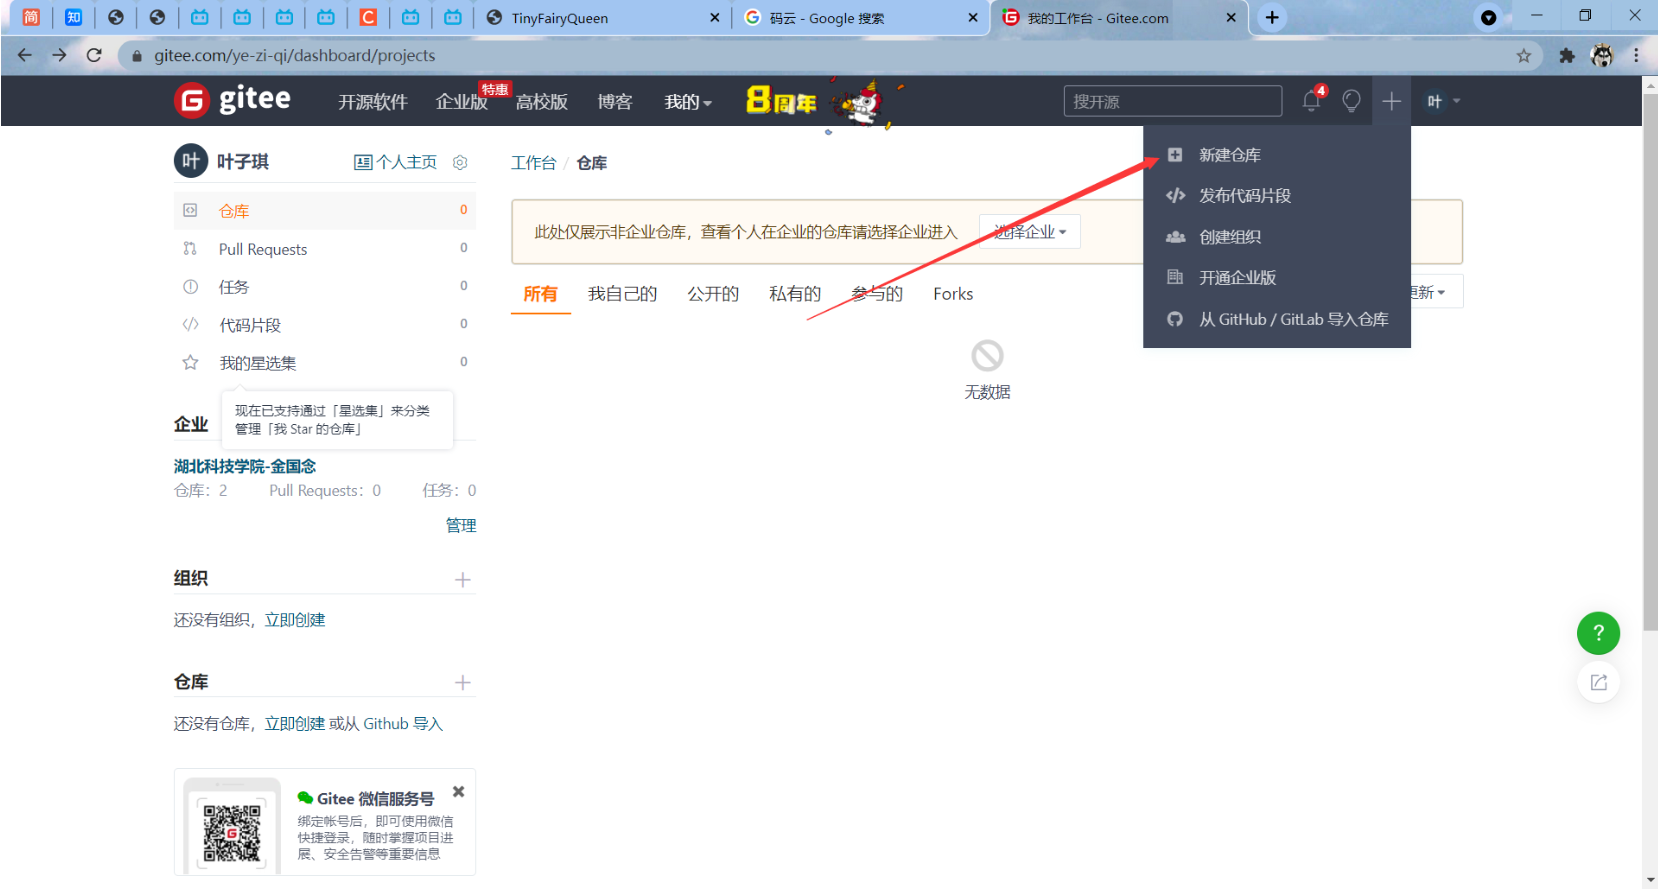 简
知
C
TinyFairyQueen
码云 - Google 搜索
我的工作台 - Gitee.com
gitee.com/ye-zi-qi/dashboard/projects
gitee
开源软件
企业版
特惠
高校版
博客
我的
8周年
搜开源
4
叶
叶
叶子琪
个人主页
工作台 / 仓库
新建仓库
发布代码片段
创建组织
开通企业版
从 GitHub / GitLab 导入仓库
仓库 0
Pull Requests 0
任务 0
代码片段 0
我的星选集 0
此处仅展示非企业仓库，查看个人在企业的仓库请选择企业进入
选择企业
所有
我自己的
公开的
私有的
参与的
Forks
更新
无数据
现在已支持通过「星选集」来分类
管理「我 Star 的仓库」
企业
湖北科技学院-金国念
仓库：2 Pull Requests：0 任务：0
管理
组织
还没有组织，立即创建
仓库
还没有仓库，立即创建 或从 Github 导入
Gitee 微信服务号
绑定帐号后，即可使用微信
快捷登录，随时掌握项目进
展、安全告警等重要信息
?